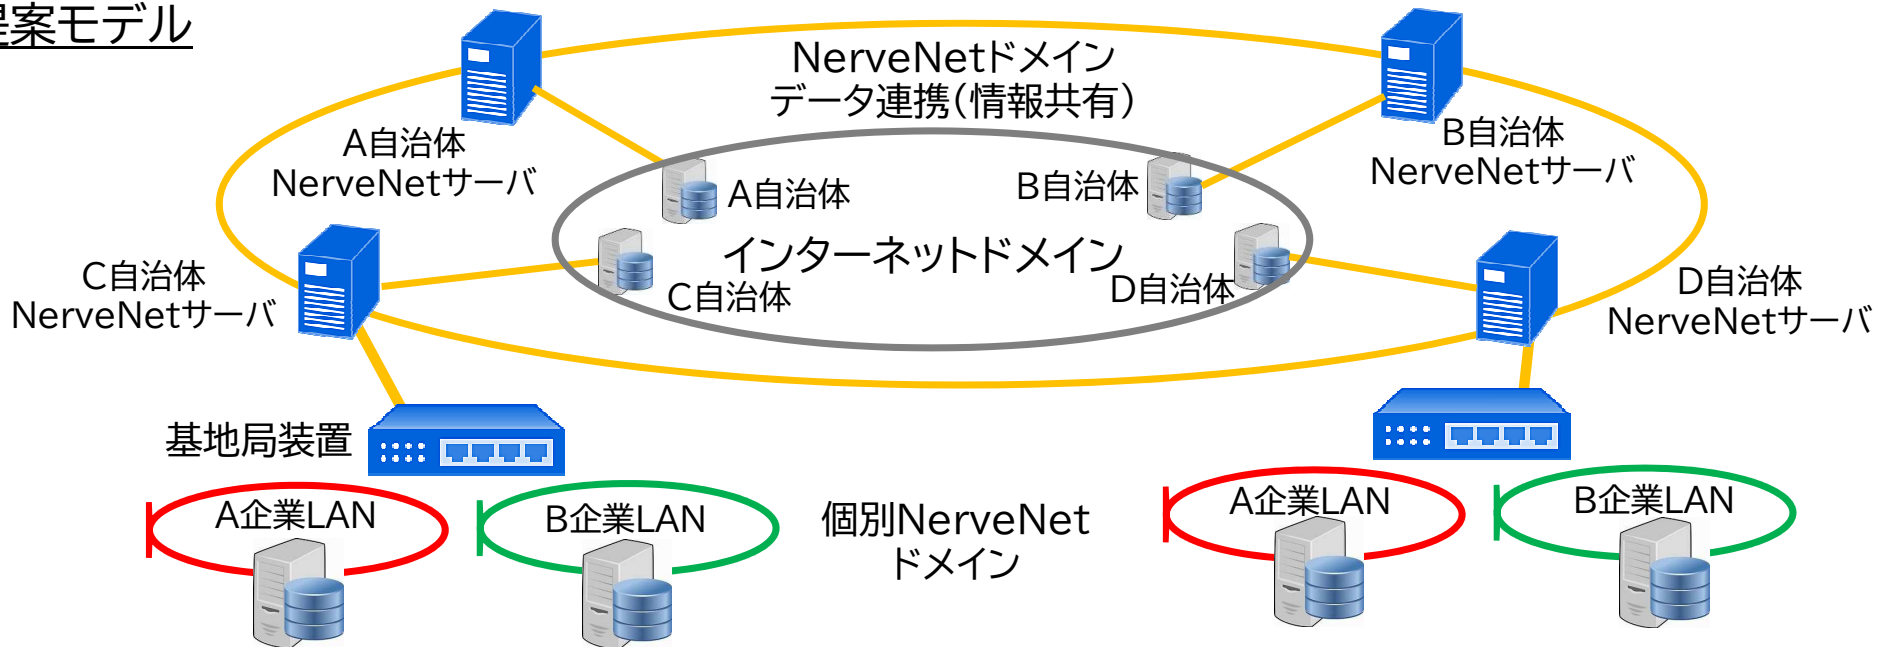 提案モデル
NerveNetドメイン
データ連携(情報共有)
A自治体
NerveNetサーバ
B自治体
NerveNetサーバ
A自治体
B自治体
インターネットドメイン
C自治体
D自治体
C自治体
NerveNetサーバ
D自治体
NerveNetサーバ
基地局装置
A企業LAN
B企業LAN
個別NerveNet
ドメイン
A企業LAN
B企業LAN